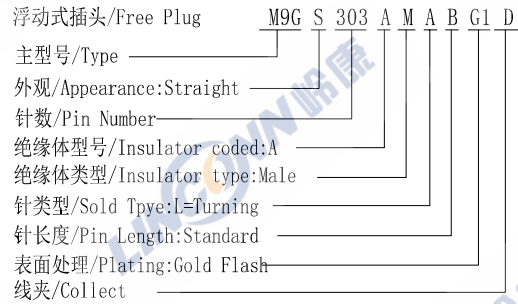 浮动式插头/Free Plug M9G S 303 A M A B G1 D
主型号/Type
外观/Appearance:Straight
针数/Pin Number
绝缘体型号/Insulator coded:A
绝缘体类型/Insulator type:Male
针类型/Sold Tpye:L=Turning
针长度/Pin Length:Standard
表面处理/Plating:Gold Flash
线夹/Collect
LINCONN 岭康